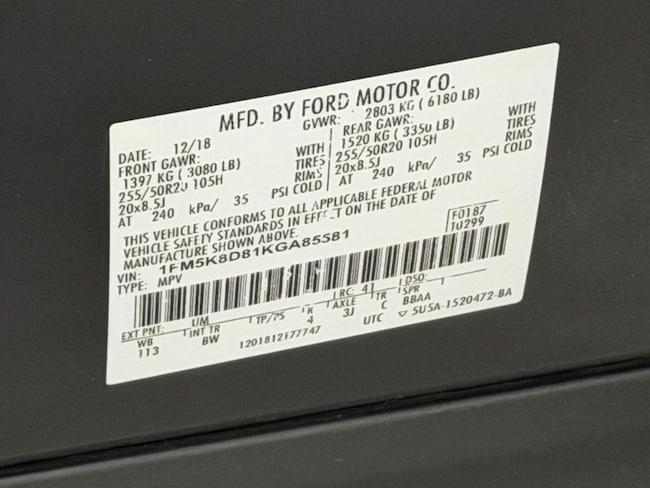 MFD. BY FORD MOTOR CO.
DATE: 12/18 GVWR: 2803 KG ( 6180 LB)
FRONT GAWR: REAR GAWR:
1397 KG ( 3080 LB) WITH 1520 KG ( 3350 LB) WITH
255/50R20 105H TIRES 255/50R20 105H TIRES
20x8.5J RIMS 20x8.5J RIMS
AT 240 kPa/ 35 PSI COLD AT 240 kPa/ 35 PSI COLD
THIS VEHICLE CONFORMS TO ALL APPLICABLE FEDERAL MOTOR
VEHICLE SAFETY STANDARDS IN EFFECT ON THE DATE OF
MANUFACTURE SHOWN ABOVE.
VIN: 1FM5K8D81KGA85581 F0187
TYPE: MPV 10299
EXT PNT: UM RC: 41 DSO:
WB INT TR TP/PS R AXLE TR SPR
113 BW 4 3J C BBAA
1201812177747 UTC ▽ 5U5A-1520472-BA